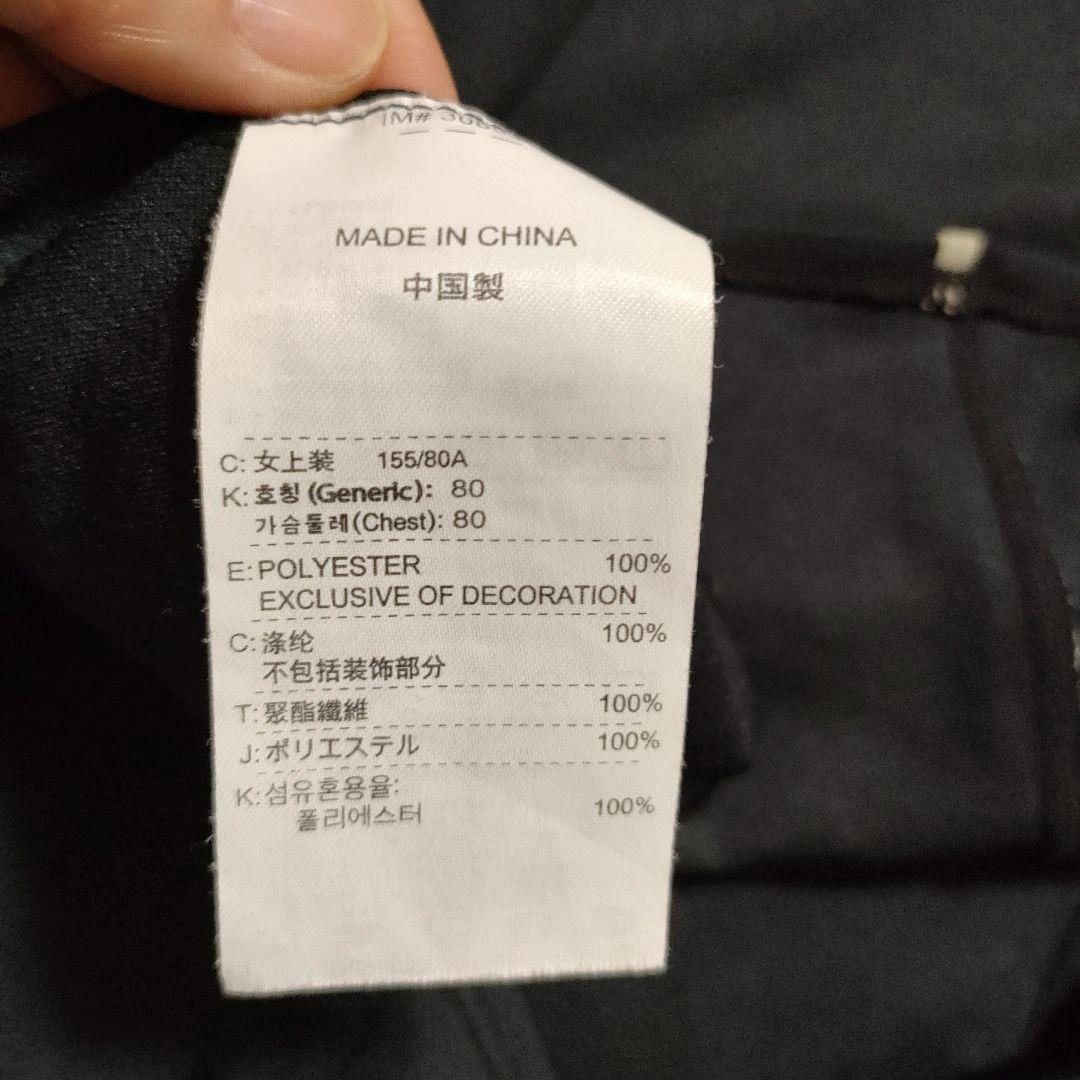 MADE IN CHINA
中国製
C: 女上装 155/80A
K: 호칭 (Generic): 80
가슴둘레(Chest): 80
E: POLYESTER 100%
EXCLUSIVE OF DECORATION
C: 涤纶 100%
不包括装饰部分
T: 聚酯纖維 100%
J: ポリエステル 100%
K: 섬유혼용율:
폴리에스터 100%